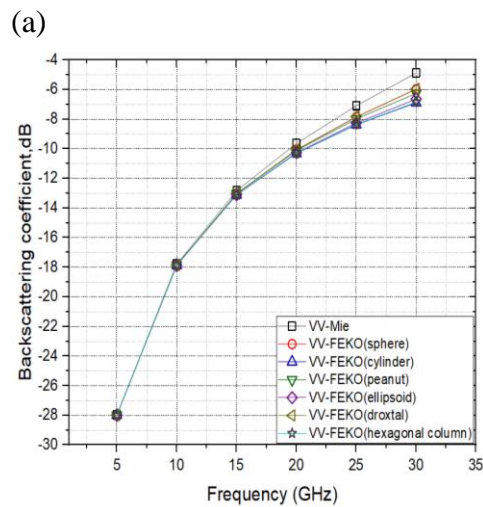 (a)
-4
-6
-8
-10
-12
-14
-16
-18
-20
-22
-24
-26
-28
-30
Backscattering coefficient,dB
VV-Mie
VV-FEKO(sphere)
VV-FEKO(cylinder)
VV-FEKO(peanut)
VV-FEKO(ellipsoid)
VV-FEKO(droxtal)
VV-FEKO(hexagonal column)
5 10 15 20 25 30 35
Frequency (GHz)